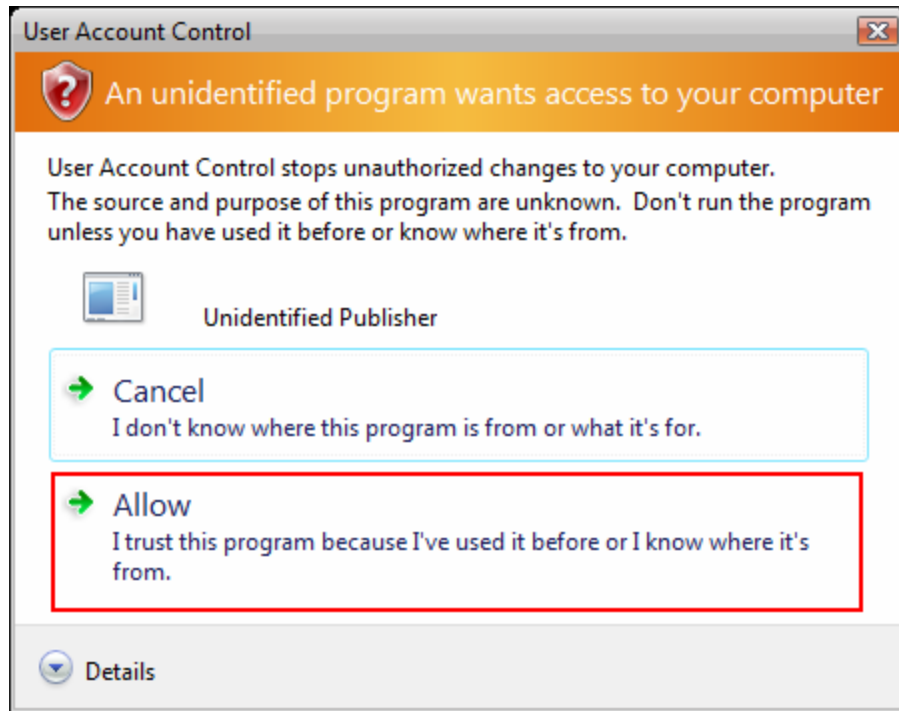 User Account Control
An unidentified program wants access to your computer
User Account Control stops unauthorized changes to your computer.
The source and purpose of this program are unknown.  Don't run the program
unless you have used it before or know where it's from.
Unidentified Publisher
Cancel
I don't know where this program is from or what it's for.
Allow
I trust this program because I've used it before or I know where it's
from.
Details